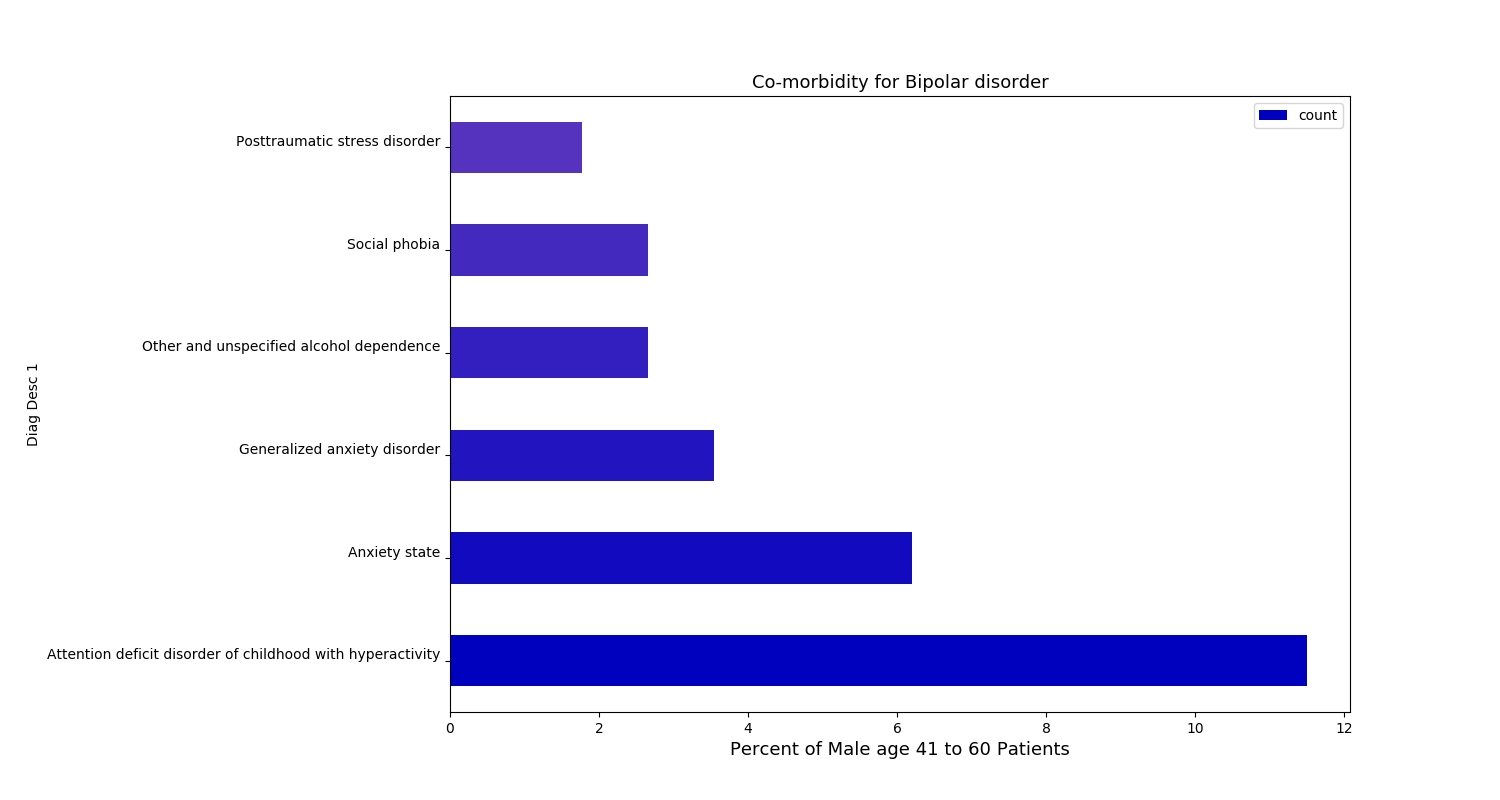 Co-morbidity for Bipolar disorder
count
Posttraumatic stress disorder
Social phobia
Other and unspecified alcohol dependence
Generalized anxiety disorder
Anxiety state
Attention deficit disorder of childhood with hyperactivity
Diag Desc 1
0 2 4 6 8 10 12
Percent of Male age 41 to 60 Patients